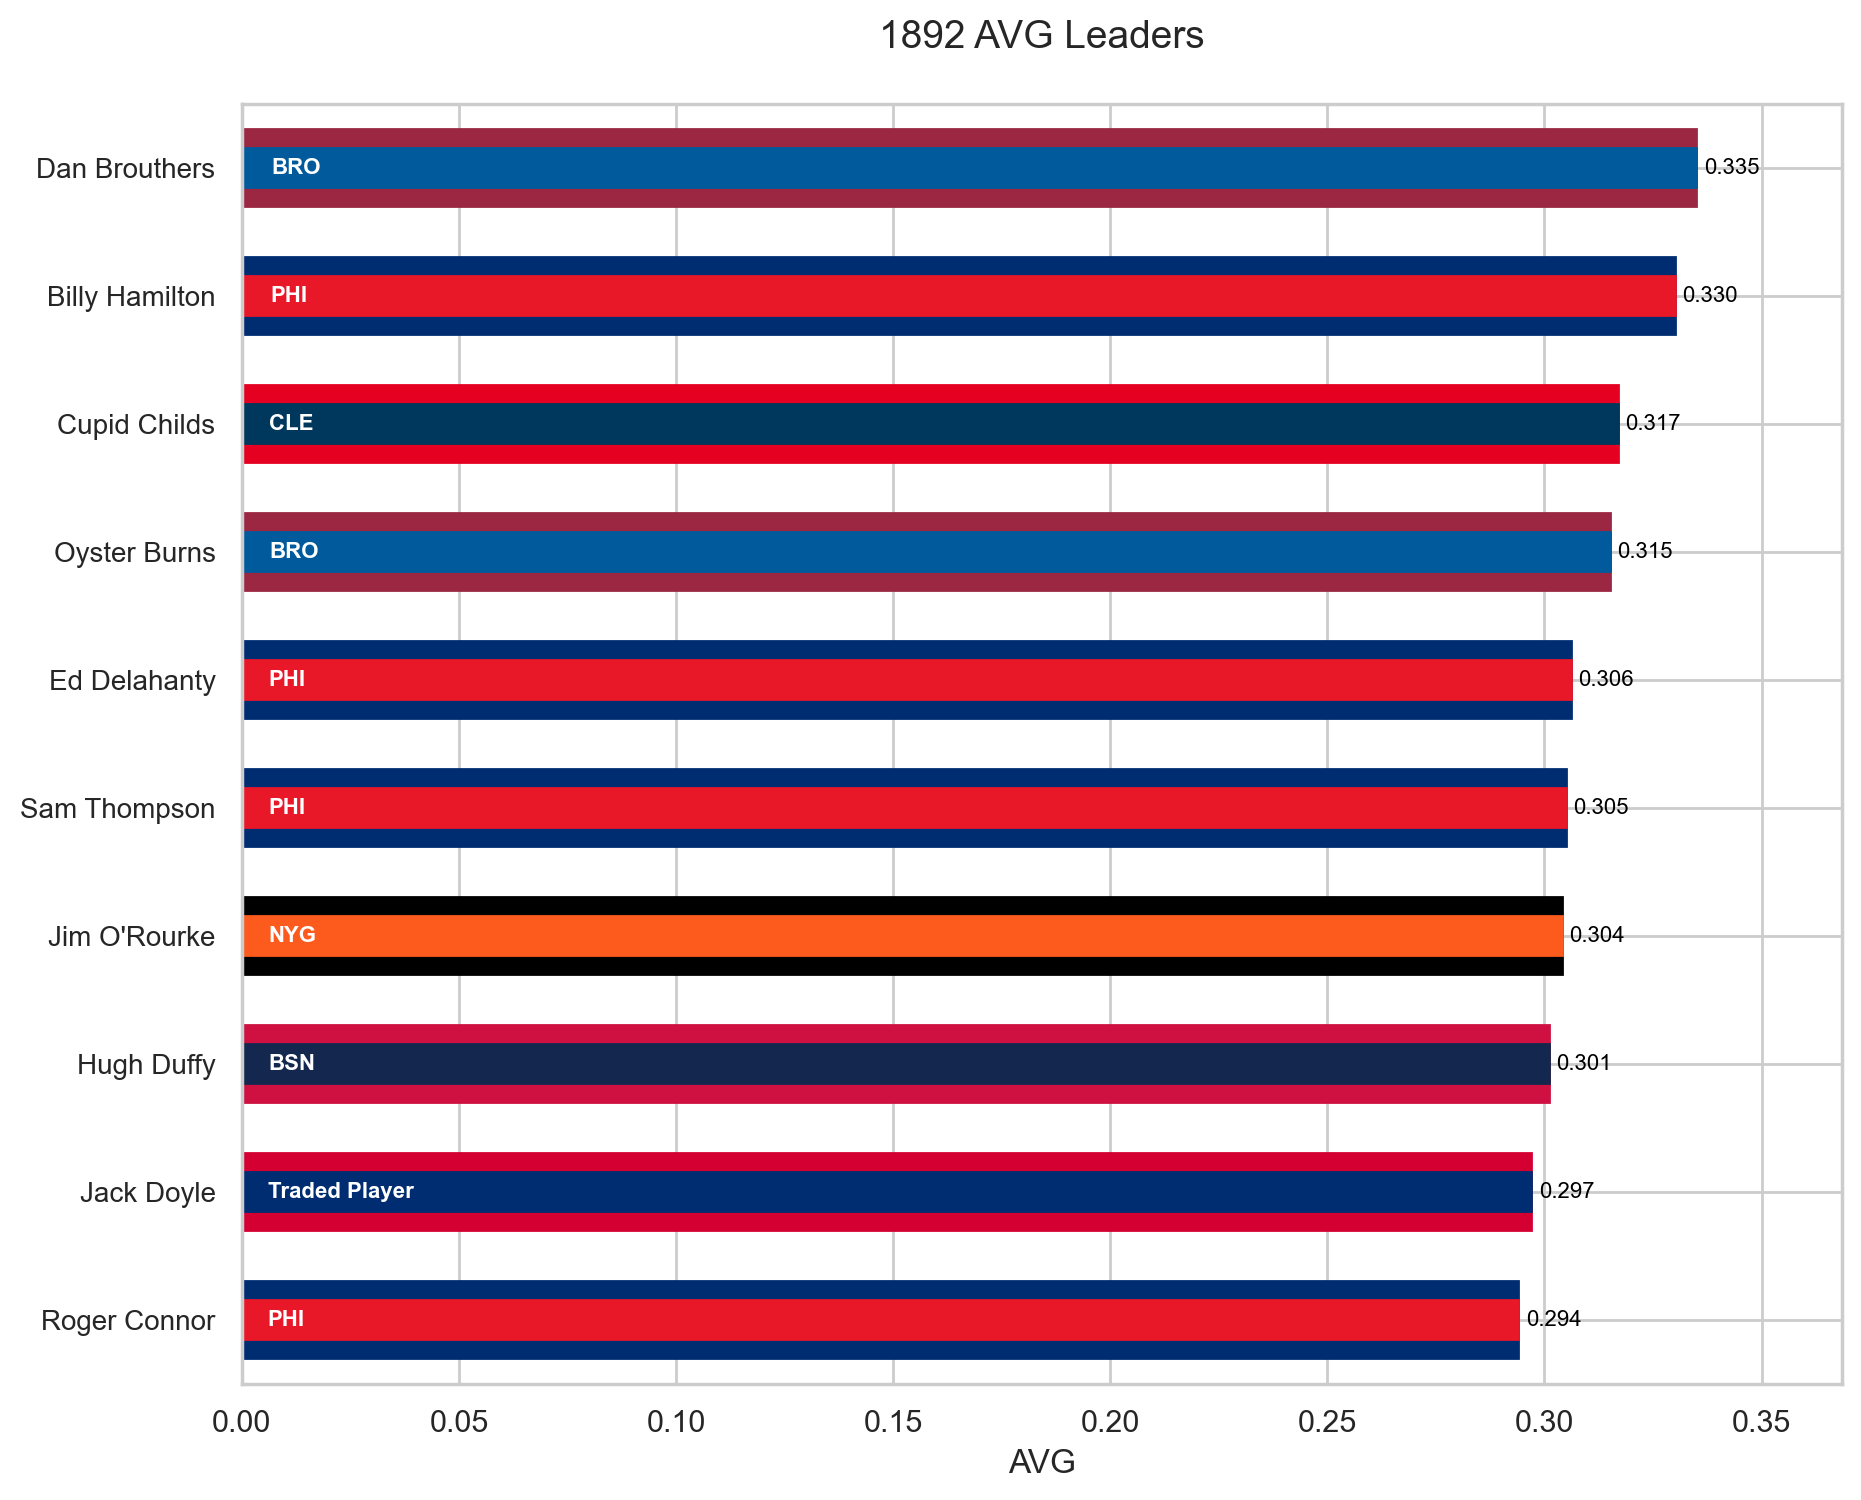 1892 AVG Leaders
Dan Brouthers BRO 0.335
Billy Hamilton PHI 0.330
Cupid Childs CLE 0.317
Oyster Burns BRO 0.315
Ed Delahanty PHI 0.306
Sam Thompson PHI 0.305
Jim O'Rourke NYG 0.304
Hugh Duffy BSN 0.301
Jack Doyle Traded Player 0.297
Roger Connor PHI 0.294
0.00 0.05 0.10 0.15 0.20 0.25 0.30 0.35
AVG